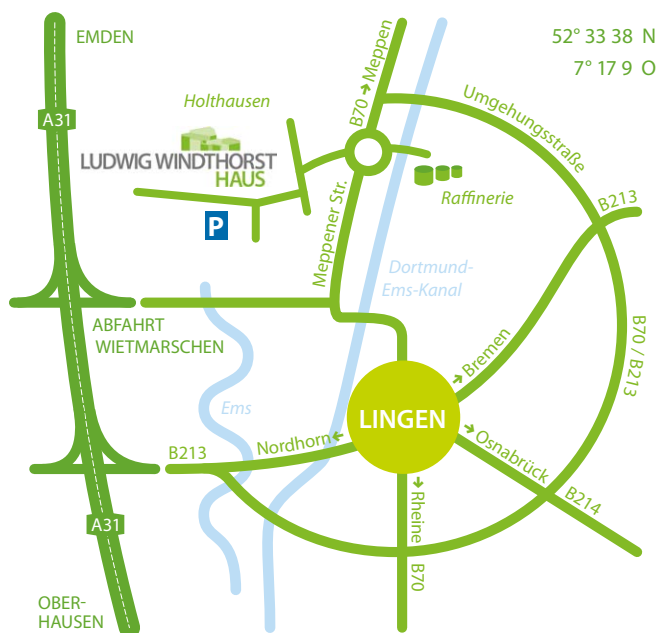 EMDEN
52° 33 38 N
7° 17 9 O
A31
Holthausen
B70 → Meppen
Umgehungsstraße
LUDWIG WINDTHORST
HAUS
P
Raffinerie
B213
Meppener Str.
Dortmund-
Ems-Kanal
ABFAHRT
WIETMARSCHEN
→ Bremen
B70 / B213
Ems
LINGEN
B213
Nordhorn ←
→ Osnabrück
B214
→ Rheine
B70
A31
OBER-
HAUSEN